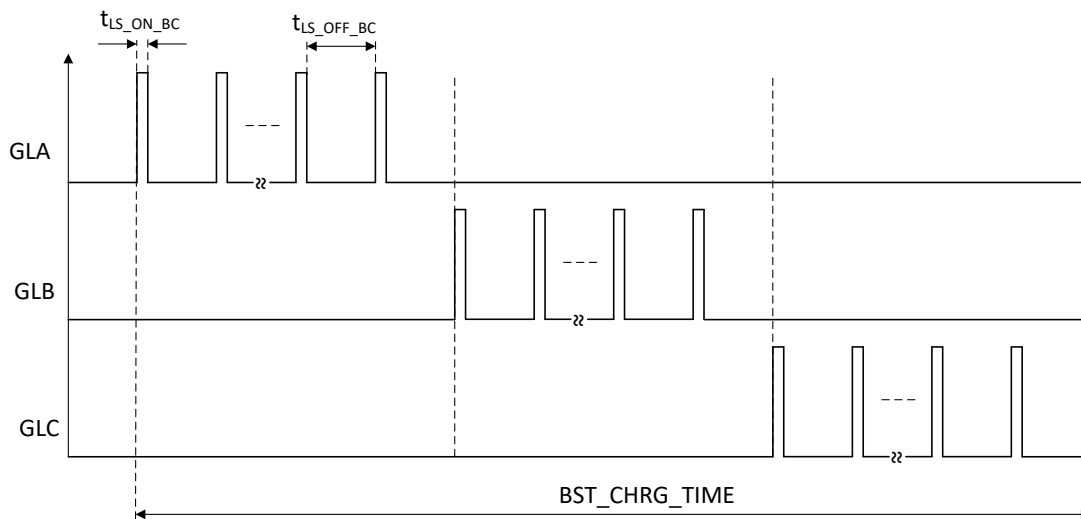 tLS_ON_BC
tLS_OFF_BC
GLA
GLB
GLC
BST_CHRG_TIME